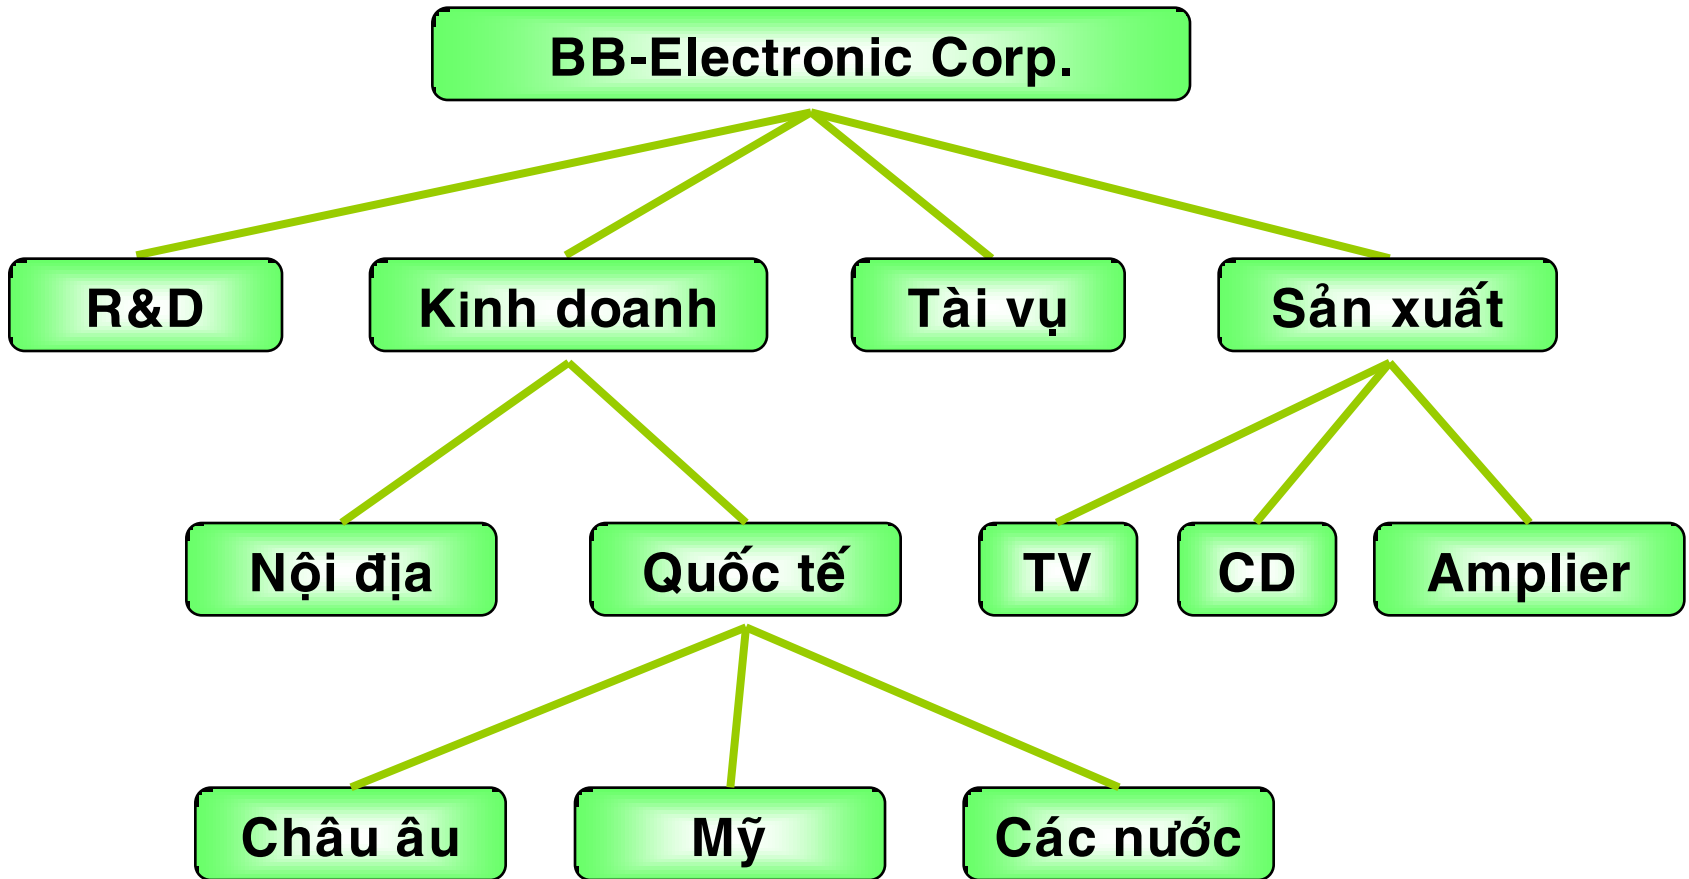 BB-Electronic Corp.
R&D
Kinh doanh
Tài vụ
Sản xuất
Nội địa
Quốc tế
TV
CD
Amplier
Châu âu
Mỹ
Các nước